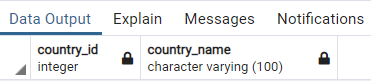 Data Output Explain Messages Notifications
country_id country_name
integer character varying (100)